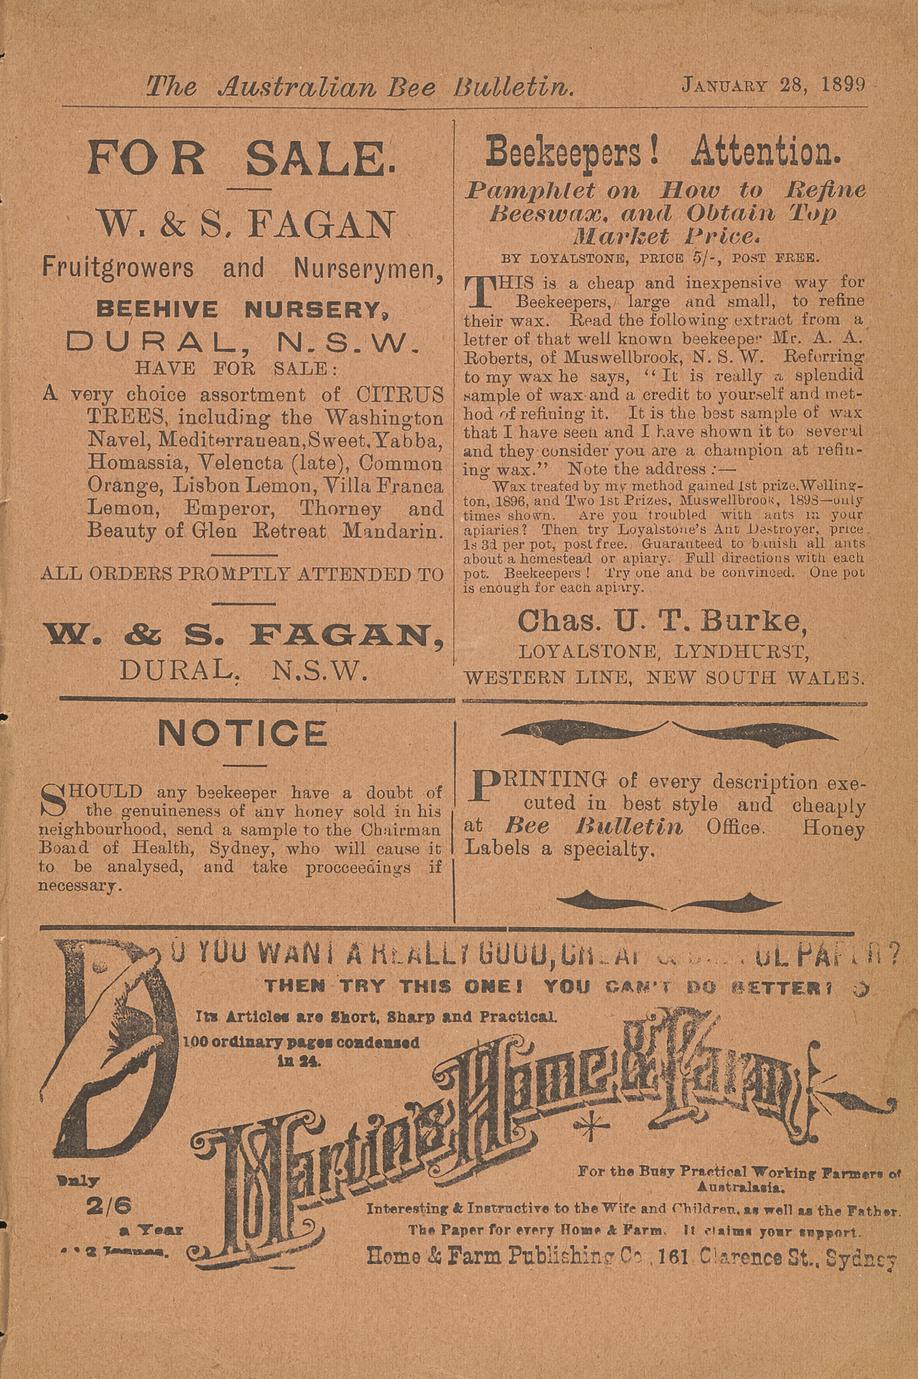 The Australian Bee Bulletin. JANUARY 28, 1899
FOR SALE.
W. & S. FAGAN
Fruitgrowers and Nurserymen,
BEEHIVE NURSERY,
DURAL, N.S.W.
HAVE FOR SALE:
A very choice assortment of CITRUS
TREES, including the Washington
Navel, Mediterranean, Sweet, Yabba,
Homassia, Velencta (late), Common
Orange, Lisbon Lemon, Villa Franca
Lemon, Emperor, Thorney and
Beauty of Glen Retreat Mandarin.
ALL ORDERS PROMPTLY ATTENDED TO
W. & S. FAGAN,
DURAL, N.S.W.
Beekeepers! Attention.
Pamphlet on How to Refine
Beeswax, and Obtain Top
Market Price.
BY LOYALSTONE, PRICE 5/-, POST FREE.
THIS is a cheap and inexpensive way for
Beekeepers, large and small, to refine
their wax. Read the following extract from a
letter of that well known beekeeper Mr. A. A.
Roberts, of Muswellbrook, N. S. W. Referring
to my wax he says, "It is really a splendid
sample of wax and a credit to yourself and met-
hod of refining it. It is the best sample of wax
that I have seen and I have shown it to several
and they consider you are a champion at refin-
ing wax." Note the address:—
Wax treated by my method gained 1st prize. Welling-
ton, 1896, and Two 1st Prizes, Muswellbrook, 1898—only
times shown. Are you troubled with ants in your
apiaries? Then try Loyalstone's Ant Destroyer, price
1s 3d per pot, post free. Guaranteed to banish all ants
about a homestead or apiary. Full directions with each
pot. Beekeepers! Try one and be convinced. One pot
is enough for each apiary.
Chas. U. T. Burke,
LOYALSTONE, LYNDHURST,
WESTERN LINE, NEW SOUTH WALES.
NOTICE
SHOULD any beekeeper have a doubt of
the genuineness of any honey sold in his
neighbourhood, send a sample to the Chairman
Board of Health, Sydney, who will cause it
to be analysed, and take procceedings if
necessary.
PRINTING of every description exe-
cuted in best style and cheaply
at Bee Bulletin Office. Honey
Labels a specialty.
DO YOU WANT A REALLY GOOD, PAPER?
THEN TRY THIS ONE! YOU CAN'T DO BETTER!
Its Articles are Short, Sharp and Practical.
100 ordinary pages condensed
in 24.
Martin's Home & Farm
For the Busy Practical Working Farmers of
Australasia.
Only
2/6
a Year
Interesting & Instructive to the Wife and Children, as well as the Father.
The Paper for every Home & Farm. It claims your support.
Home & Farm Publishing Co., 161 Clarence St., Sydney